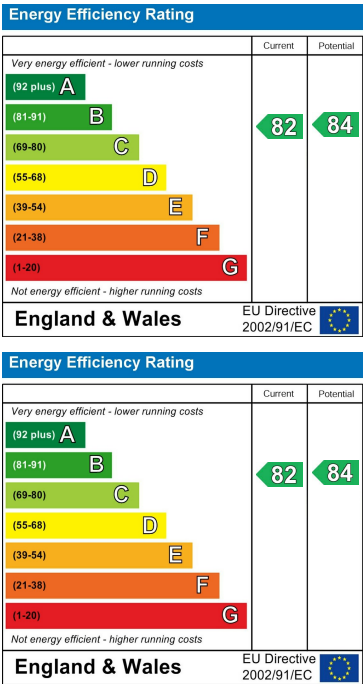 Energy Efficiency Rating
Current Potential
Very energy efficient - lower running costs
(92 plus) A
(81-91) B
82 84
(69-80) C
(55-68) D
(39-54) E
(21-38) F
(1-20) G
Not energy efficient - higher running costs
England & Wales
EU Directive
2002/91/EC
Energy Efficiency Rating
Current Potential
Very energy efficient - lower running costs
(92 plus) A
(81-91) B
82 84
(69-80) C
(55-68) D
(39-54) E
(21-38) F
(1-20) G
Not energy efficient - higher running costs
England & Wales
EU Directive
2002/91/EC